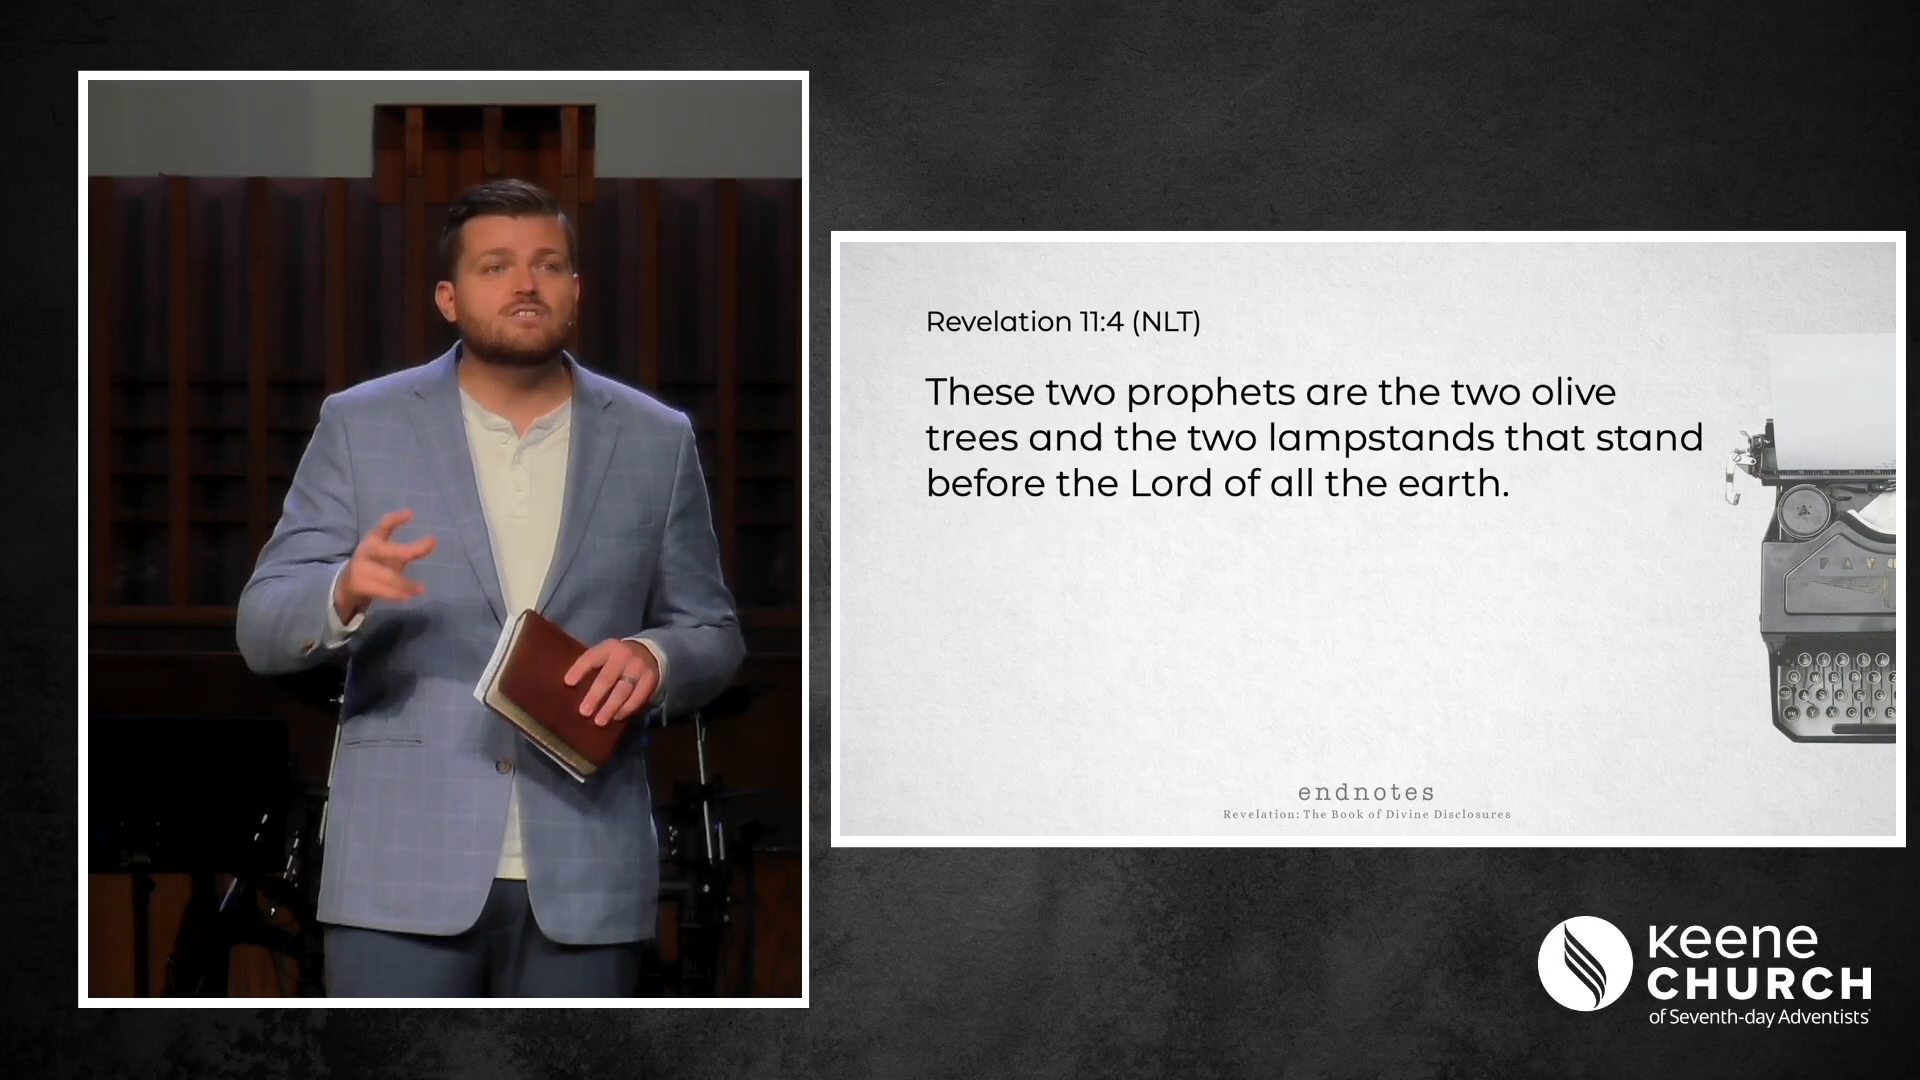 Revelation 11:4 (NLT)
These two prophets are the two olive
trees and the two lampstands that stand
before the Lord of all the earth.
endnotes
Revelation: The Book of Divine Disclosures
Keene
CHURCH
of Seventh-day Adventists